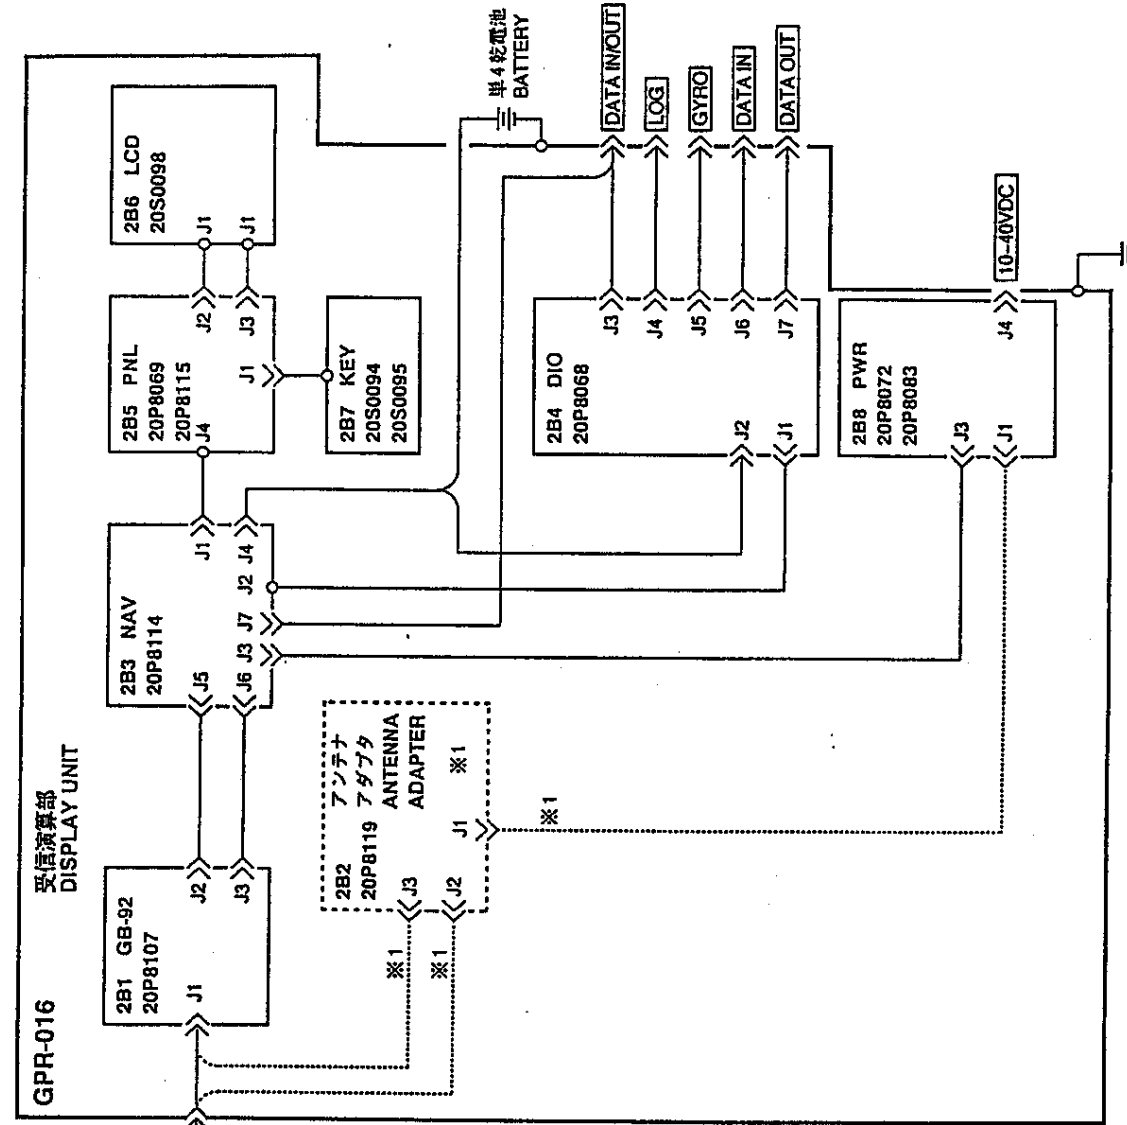 GPR-016
受信演算部
DISPLAY UNIT
2B1 GB-92
20P8107
J1
J2
J3
2B3 NAV
20P8114
J5
J6
J3
J7
J2
J1
J4
2B5 PNL
20P8069
20P8115
J4
J1
J2
J3
2B6 LCD
20S0098
J1
J1
2B7 KEY
20S0094
20S0095
2B2 アンテナ
20P8119 アダプタ
ANTENNA
ADAPTER
※1
J3
J2
J1
※1
※1
※1
2B4 DIO
20P8068
J2
J1
J3
J4
J5
J6
J7
2B8 PWR
20P8072
20P8083
J3
J1
J4
単4乾電池
BATTERY
DATA IN/OUT
LOG
GYRO
DATA IN
DATA OUT
10-40VDC